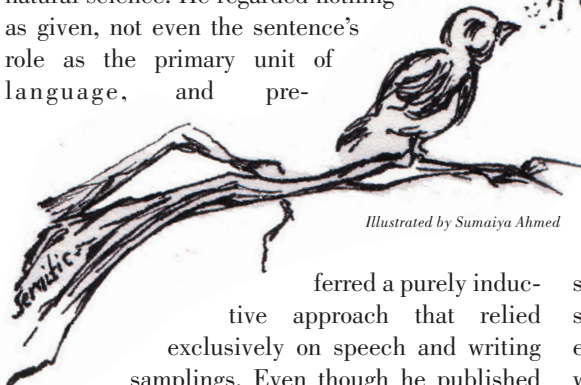 natural science. He regarded nothing
as given, not even the sentence's
role as the primary unit of
language, and pre-
Illustrated by Sumaiya Ahmed
Semitic
ferred a purely induc-
tive approach that relied
exclusively on speech and writing
samplings. Even though he published